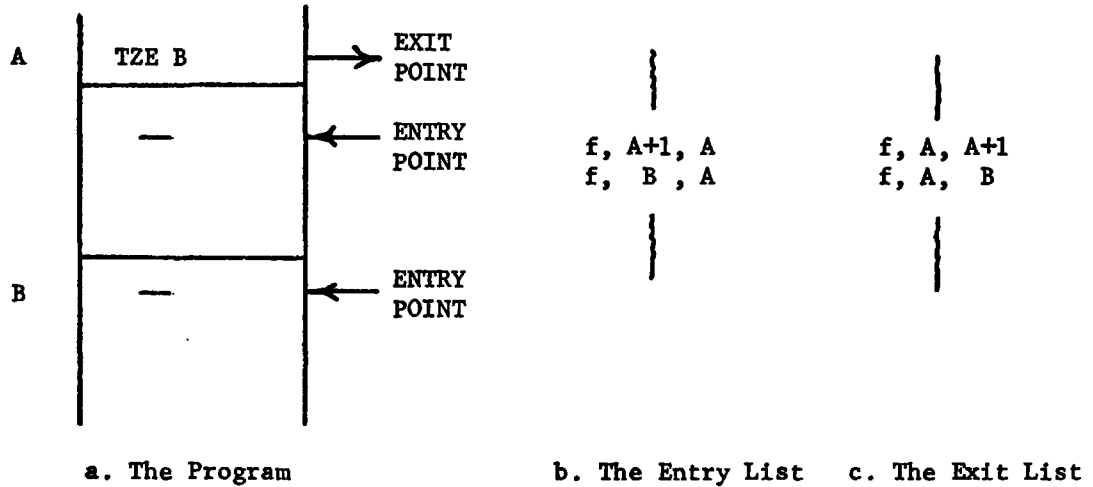 A TZE B EXIT
POINT
ENTRY
POINT
B ENTRY
POINT
f, A+1, A
f, B , A
f, A, A+1
f, A, B
a. The Program
b. The Entry List
c. The Exit List